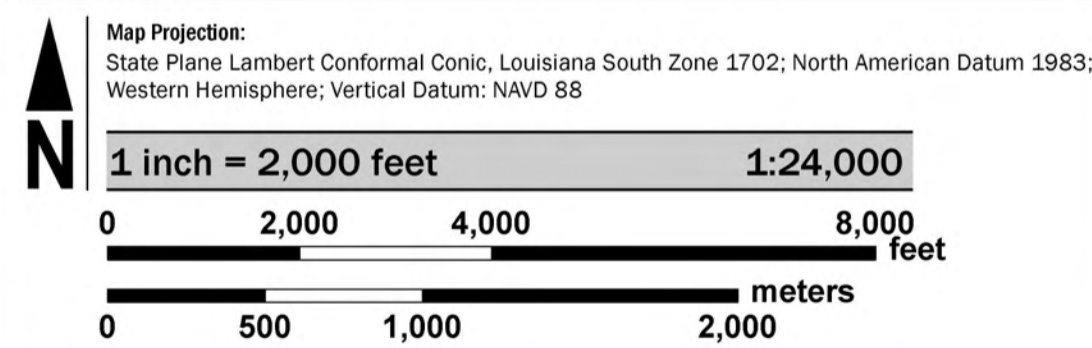 Map Projection:
State Plane Lambert Conformal Conic, Louisiana South Zone 1702; North American Datum 1983;
Western Hemisphere; Vertical Datum: NAVD 88
N
1 inch = 2,000 feet 1:24,000
0 2,000 4,000 8,000
feet
meters
0 500 1,000 2,000